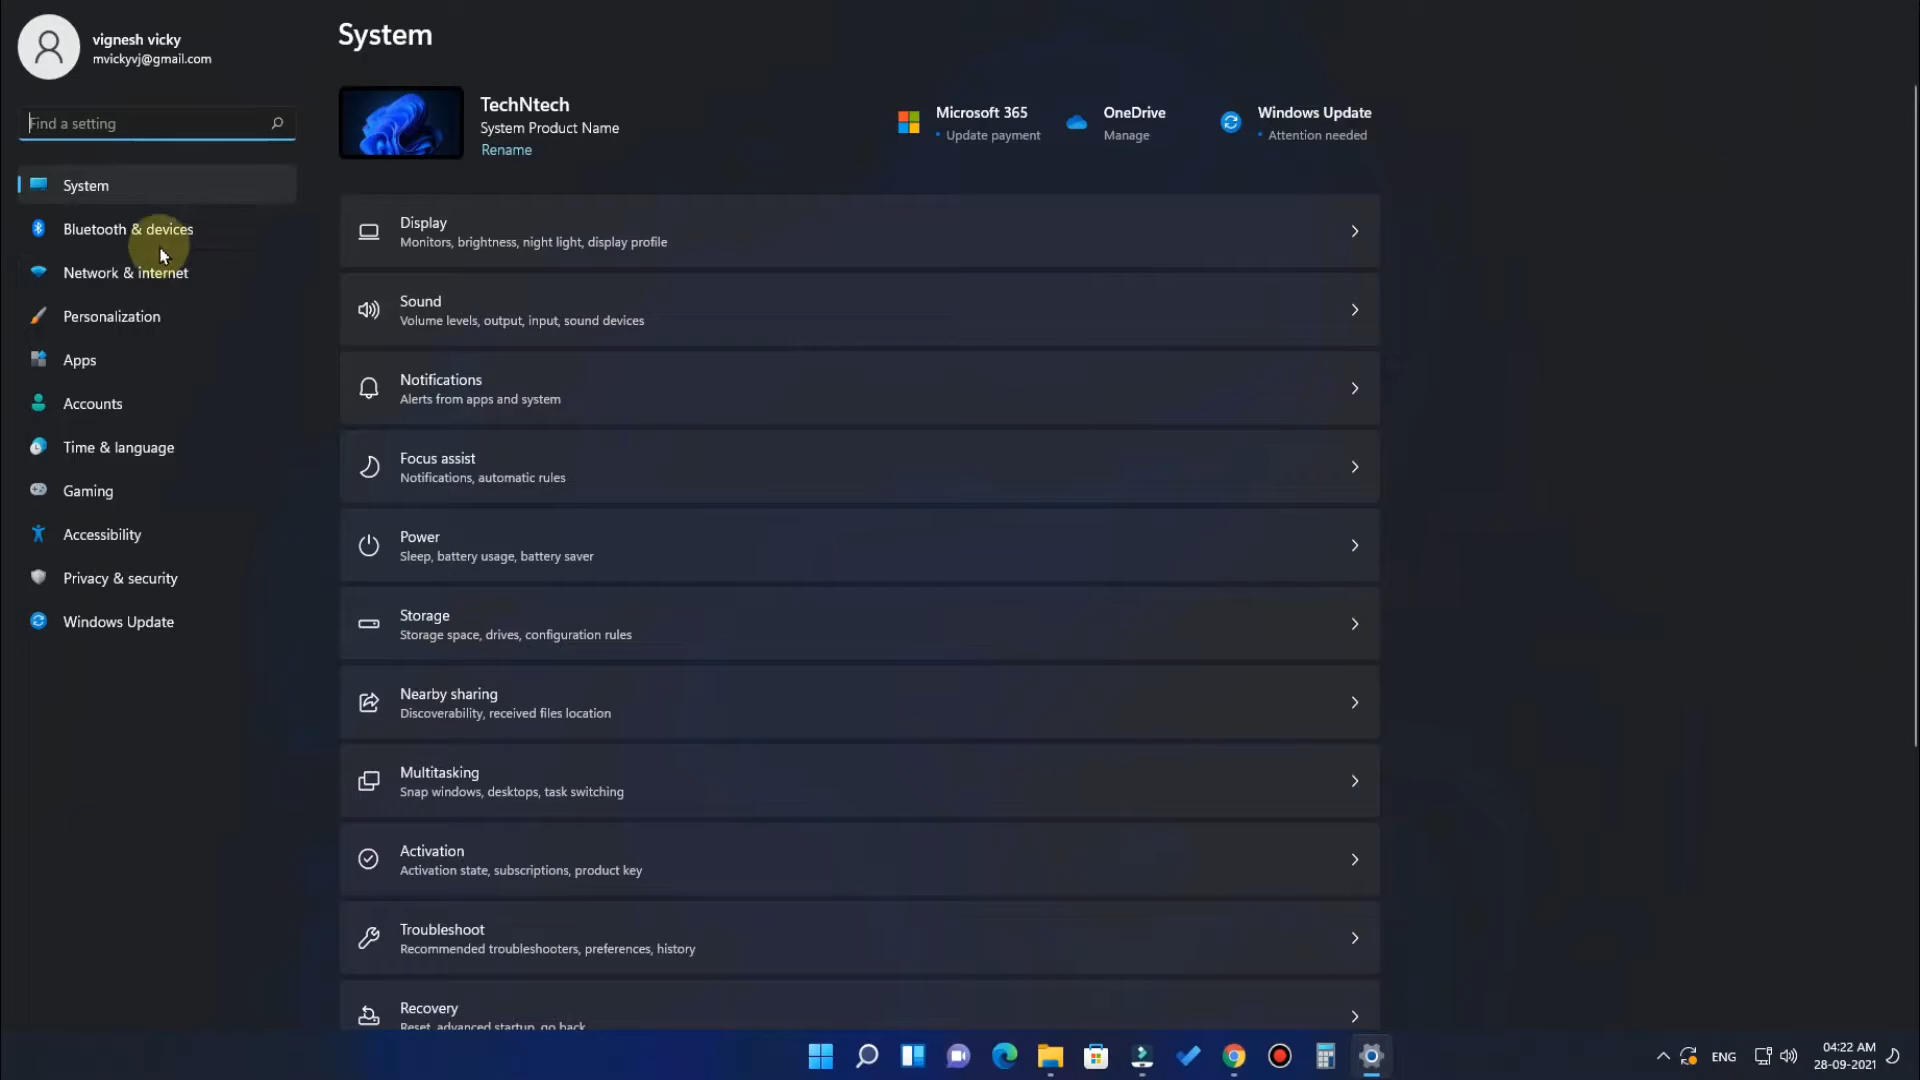 vignesh vicky
mvickyvj@gmail.com
Find a setting
System
Bluetooth & devices
Network & internet
Personalization
Apps
Accounts
Time & language
Gaming
Accessibility
Privacy & security
Windows Update
System
TechNtech
System Product Name
Rename
Microsoft 365
• Update payment
OneDrive
Manage
Windows Update
• Attention needed
Display
Monitors, brightness, night light, display profile
Sound
Volume levels, output, input, sound devices
Notifications
Alerts from apps and system
Focus assist
Notifications, automatic rules
Power
Sleep, battery usage, battery saver
Storage
Storage space, drives, configuration rules
Nearby sharing
Discoverability, received files location
Multitasking
Snap windows, desktops, task switching
Activation
Activation state, subscriptions, product key
Troubleshoot
Recommended troubleshooters, preferences, history
Recovery
Reset, advanced startup, go back
ENG
04:22 AM
28-09-2021